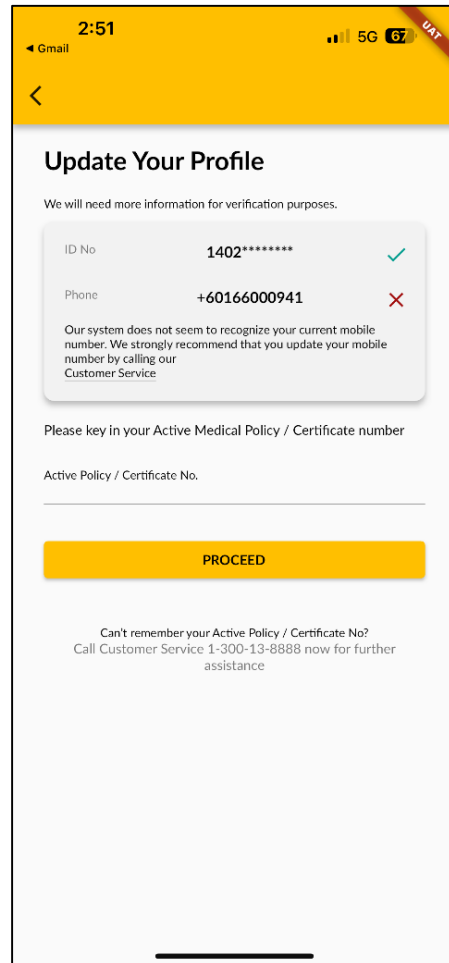 2:51
5G 67
UAT
◄ Gmail
Update Your Profile
We will need more information for verification purposes.
ID No 1402********
Phone +60166000941
Our system does not seem to recognize your current mobile
number. We strongly recommend that you update your mobile
number by calling our
Customer Service
Please key in your Active Medical Policy / Certificate number
Active Policy / Certificate No.
PROCEED
Can't remember your Active Policy / Certificate No?
Call Customer Service 1-300-13-8888 now for further
assistance